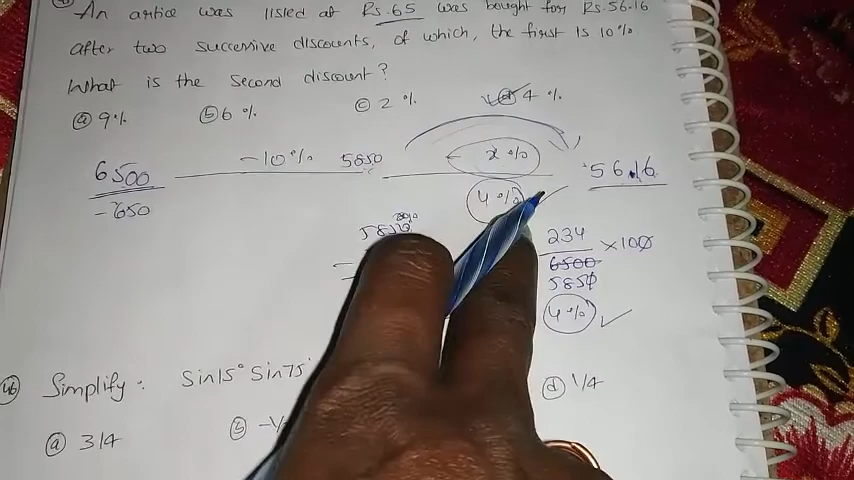 An artice was listed at Rs.65 was bought for Rs.56.16
after two successive discounts, of which, the first is 10%
What is the second discount?
ⓐ 9% ⓑ 6 % ⓒ 2 % ⓓ 4 %
6500 -10% 5850 x % 56.16
-650 4%
234 ×100
6500
5850
4%
46 Simplify : Sin15° Sin75°
ⓐ 3/4 ⓑ ⓓ 1/4